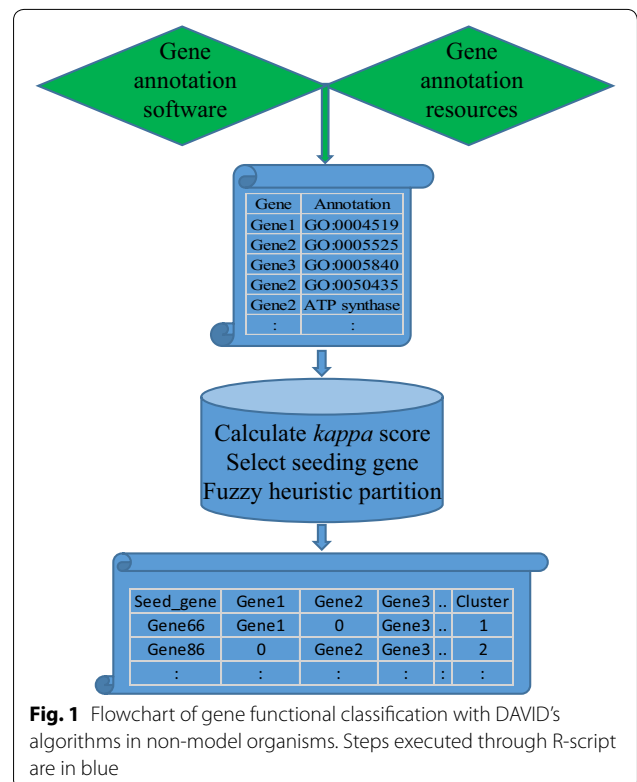 Gene
annotation
software
Gene
annotation
resources
Gene Annotation
Gene1 GO:0004519
Gene2 GO:0005525
Gene3 GO:0005840
Gene2 GO:0050435
Gene2 ATP synthase
: :
Calculate kappa score
Select seeding gene
Fuzzy heuristic partition
Seed_gene Gene1 Gene2 Gene3 .. Cluster
Gene66 Gene1 0 Gene3 .. 1
Gene86 0 Gene2 Gene3 .. 2
: : : : : :
Fig. 1 Flowchart of gene functional classification with DAVID's
algorithms in non-model organisms. Steps executed through R-script
are in blue